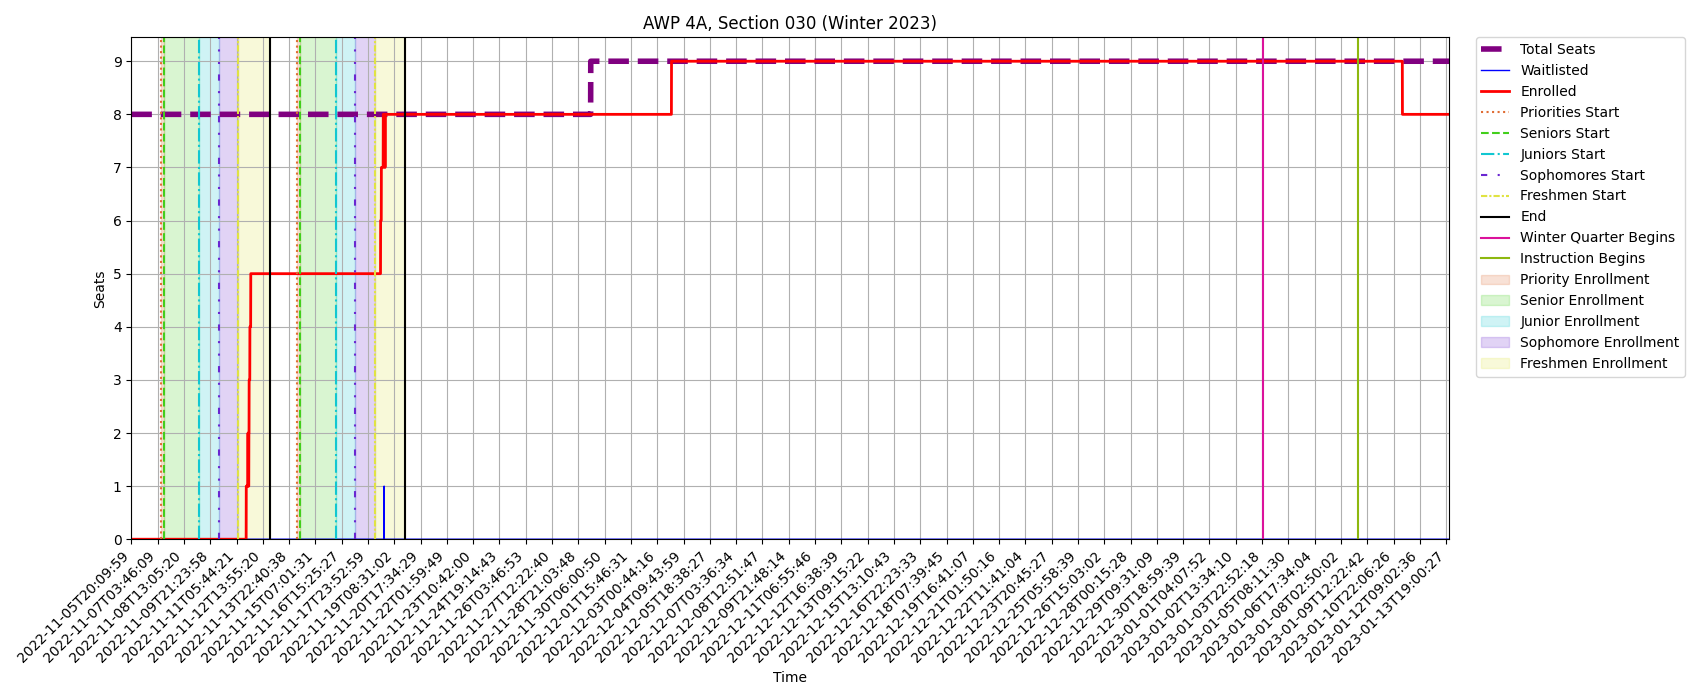 AWP 4A, Section 030 (Winter 2023)
Seats
9
8
7
6
5
4
3
2
1
0
2022-11-05T20:09:59
2022-11-07T03:46:09
2022-11-08T13:05:20
2022-11-09T21:23:58
2022-11-11T05:44:21
2022-11-12T13:55:20
2022-11-13T22:40:38
2022-11-15T07:01:31
2022-11-16T15:25:27
2022-11-17T23:52:59
2022-11-19T08:31:02
2022-11-20T17:34:29
2022-11-22T01:59:49
2022-11-23T10:42:00
2022-11-24T19:14:43
2022-11-26T03:46:53
2022-11-27T12:22:40
2022-11-28T21:03:48
2022-11-30T06:00:50
2022-12-01T15:46:31
2022-12-03T00:44:16
2022-12-04T09:43:59
2022-12-05T18:38:27
2022-12-07T03:36:34
2022-12-08T12:51:47
2022-12-09T21:48:14
2022-12-11T06:55:46
2022-12-12T16:38:39
2022-12-13T09:15:22
2022-12-15T13:10:43
2022-12-16T22:23:33
2022-12-18T07:39:45
2022-12-19T16:41:07
2022-12-21T01:50:16
2022-12-22T11:41:04
2022-12-23T20:45:27
2022-12-25T05:58:39
2022-12-26T15:03:02
2022-12-28T00:15:28
2022-12-29T09:31:09
2022-12-30T18:59:39
2023-01-01T04:07:52
2023-01-02T13:34:10
2023-01-03T22:52:18
2023-01-05T08:11:30
2023-01-06T17:34:04
2023-01-08T02:50:02
2023-01-09T12:22:42
2023-01-10T22:06:26
2023-01-12T09:02:36
2023-01-13T19:00:27
Time
Total Seats
Waitlisted
Enrolled
Priorities Start
Seniors Start
Juniors Start
Sophomores Start
Freshmen Start
End
Winter Quarter Begins
Instruction Begins
Priority Enrollment
Senior Enrollment
Junior Enrollment
Sophomore Enrollment
Freshmen Enrollment